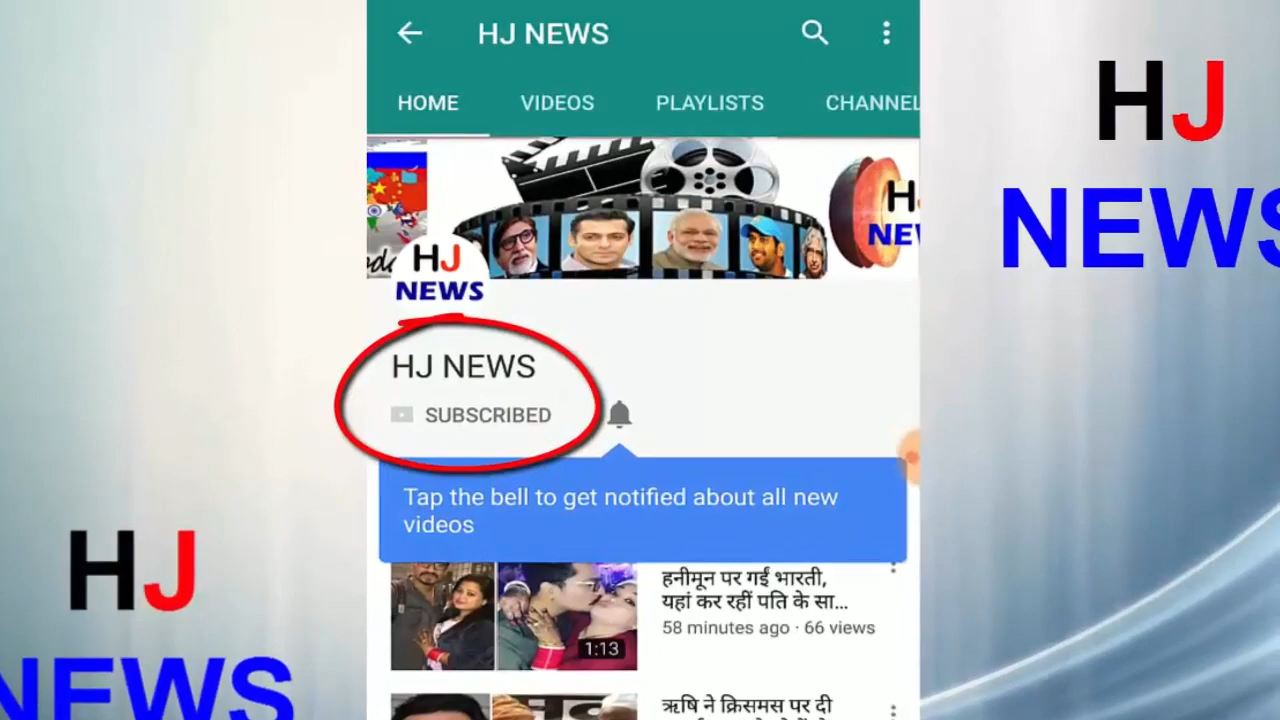 HJ NEWS
HOME VIDEOS PLAYLISTS CHANNEL
HJ
NEWS
HJ
NEWS
HJ NEWS
SUBSCRIBED
Tap the bell to get notified about all new
videos
हनीमून पर गईं भारती,
यहां कर रहीं पति के सा...
58 minutes ago · 66 views
1:13
ऋषि ने क्रिसमस पर दी
HJ
NEWS